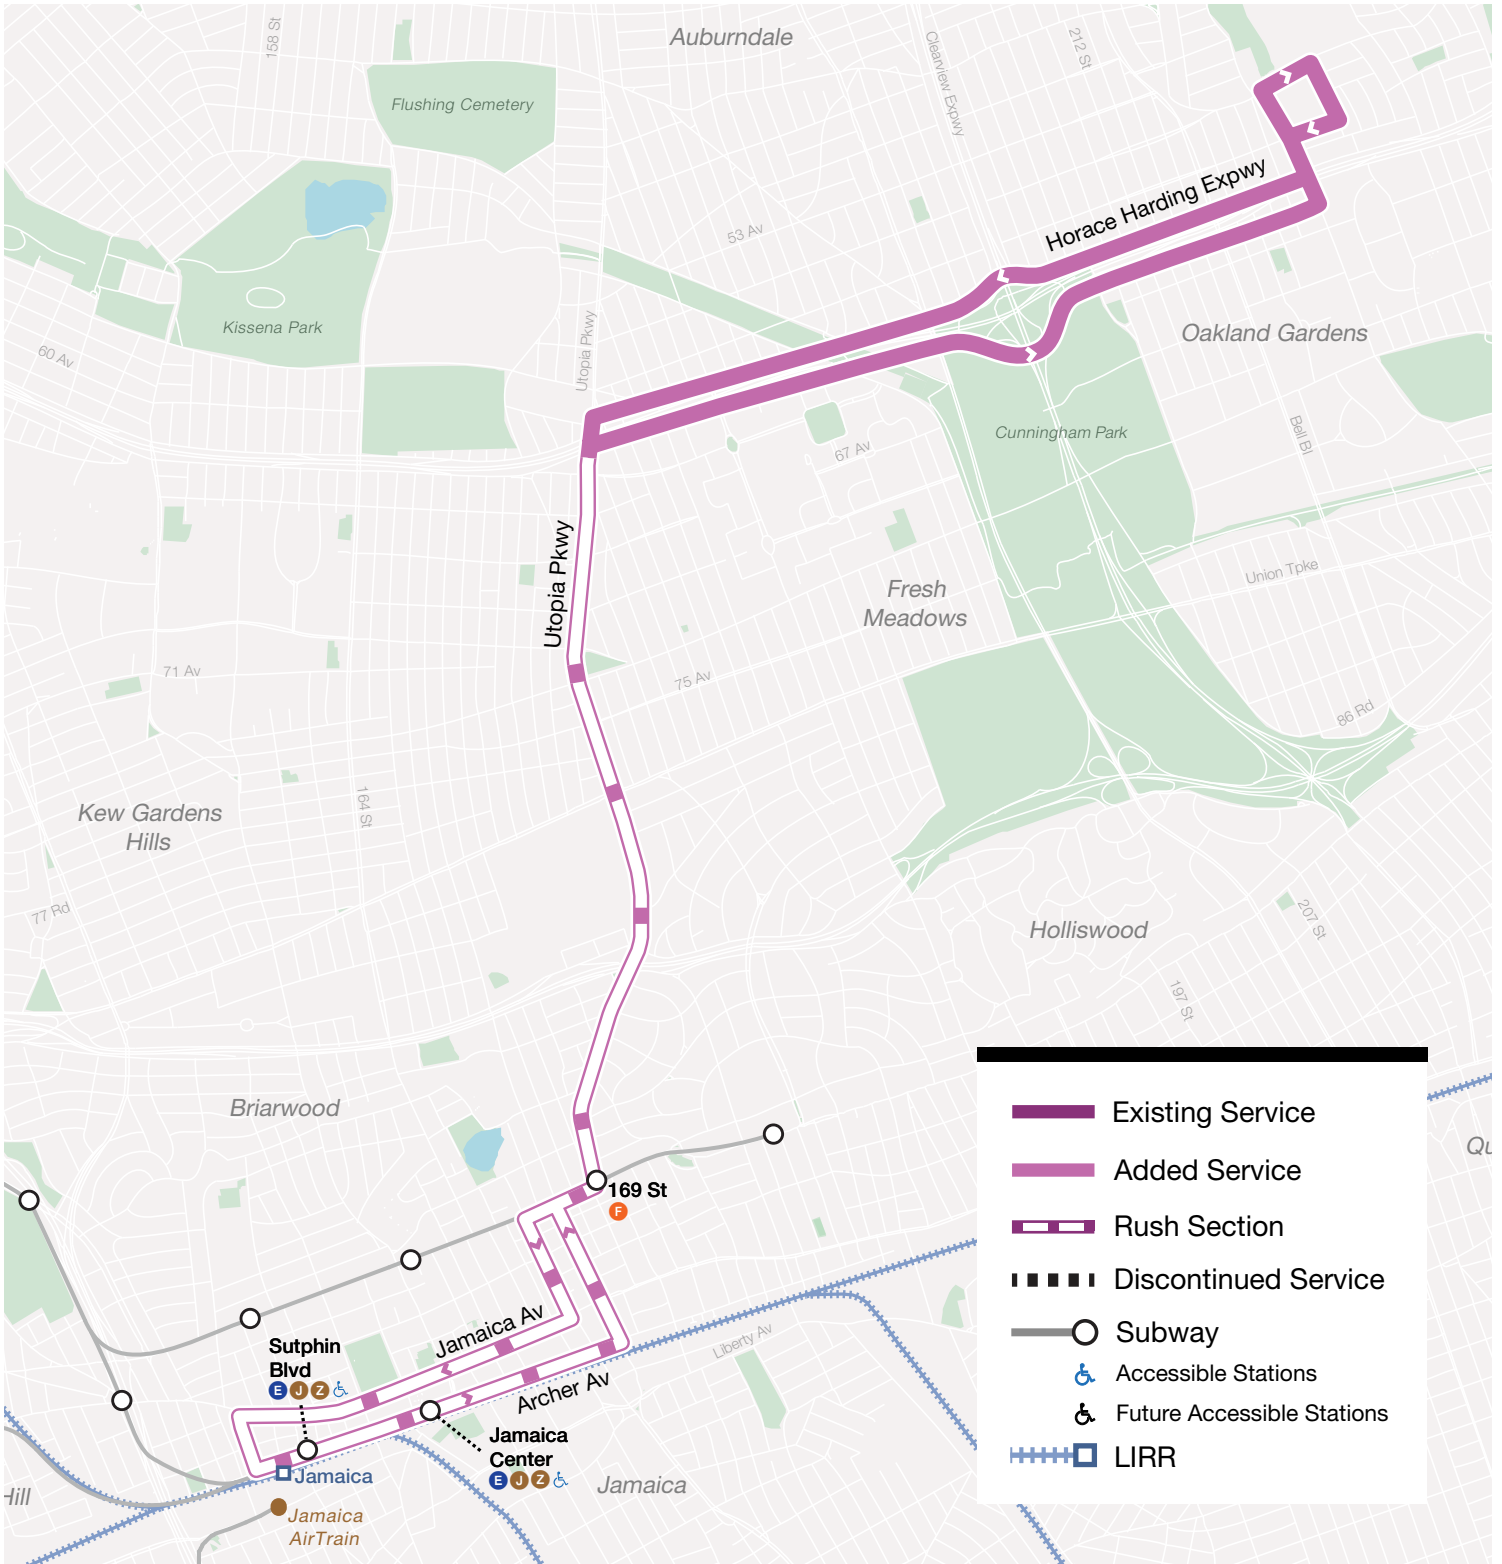 Auburndale
158 St
Clearview Expwy
212 St
Flushing Cemetery
Horace Harding Expwy
53 Av
Kissena Park
Utopia Pkwy
60 Av
Oakland Gardens
Cunningham Park
Bell Bl
67 Av
Utopia Pkwy
Fresh
Meadows
Union Tpke
71 Av
75 Av
86 Rd
Kew Gardens
Hills
164 St
77 Rd
Holliswood
207 St
197 St
Briarwood
169 St
F
Qu
Existing Service
Added Service
Rush Section
Discontinued Service
Subway
Accessible Stations
Future Accessible Stations
LIRR
Jamaica Av
Liberty Av
Sutphin
Blvd
E J Z
Archer Av
Jamaica
Center
E J Z
Jamaica
Jamaica
Hill
Jamaica
AirTrain